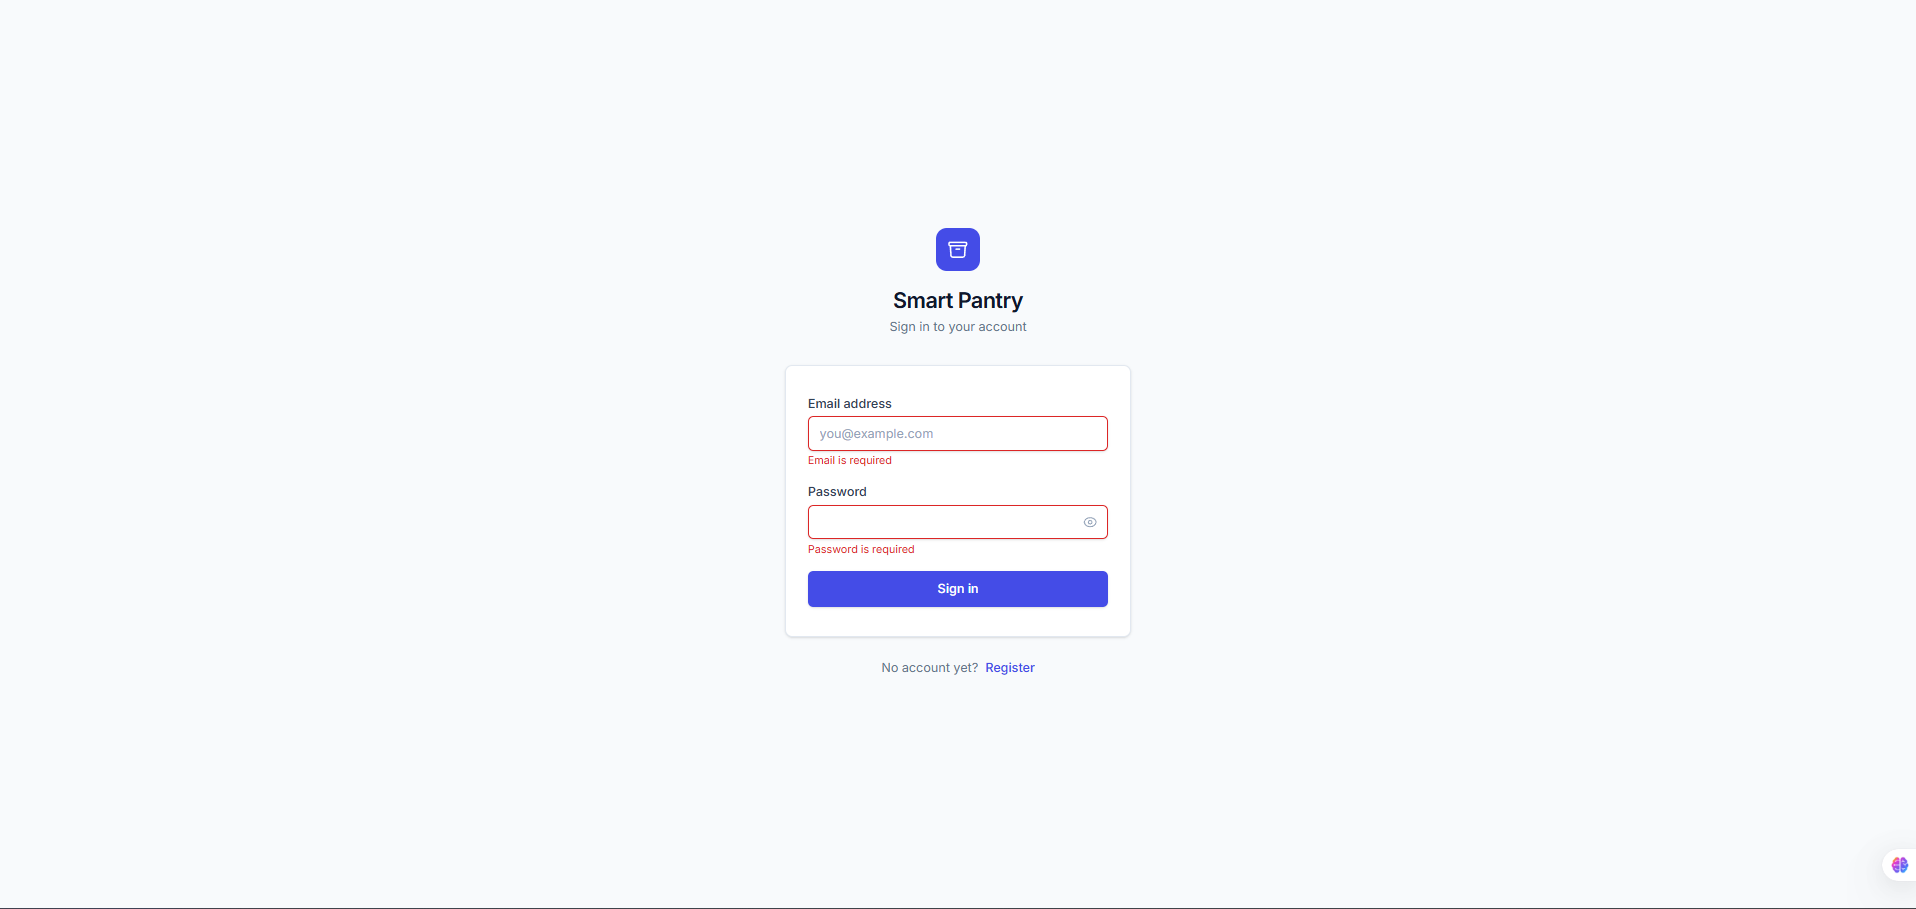 Smart Pantry
Sign in to your account
Email address
you@example.com
Email is required
Password
Password is required
Sign in
No account yet? Register